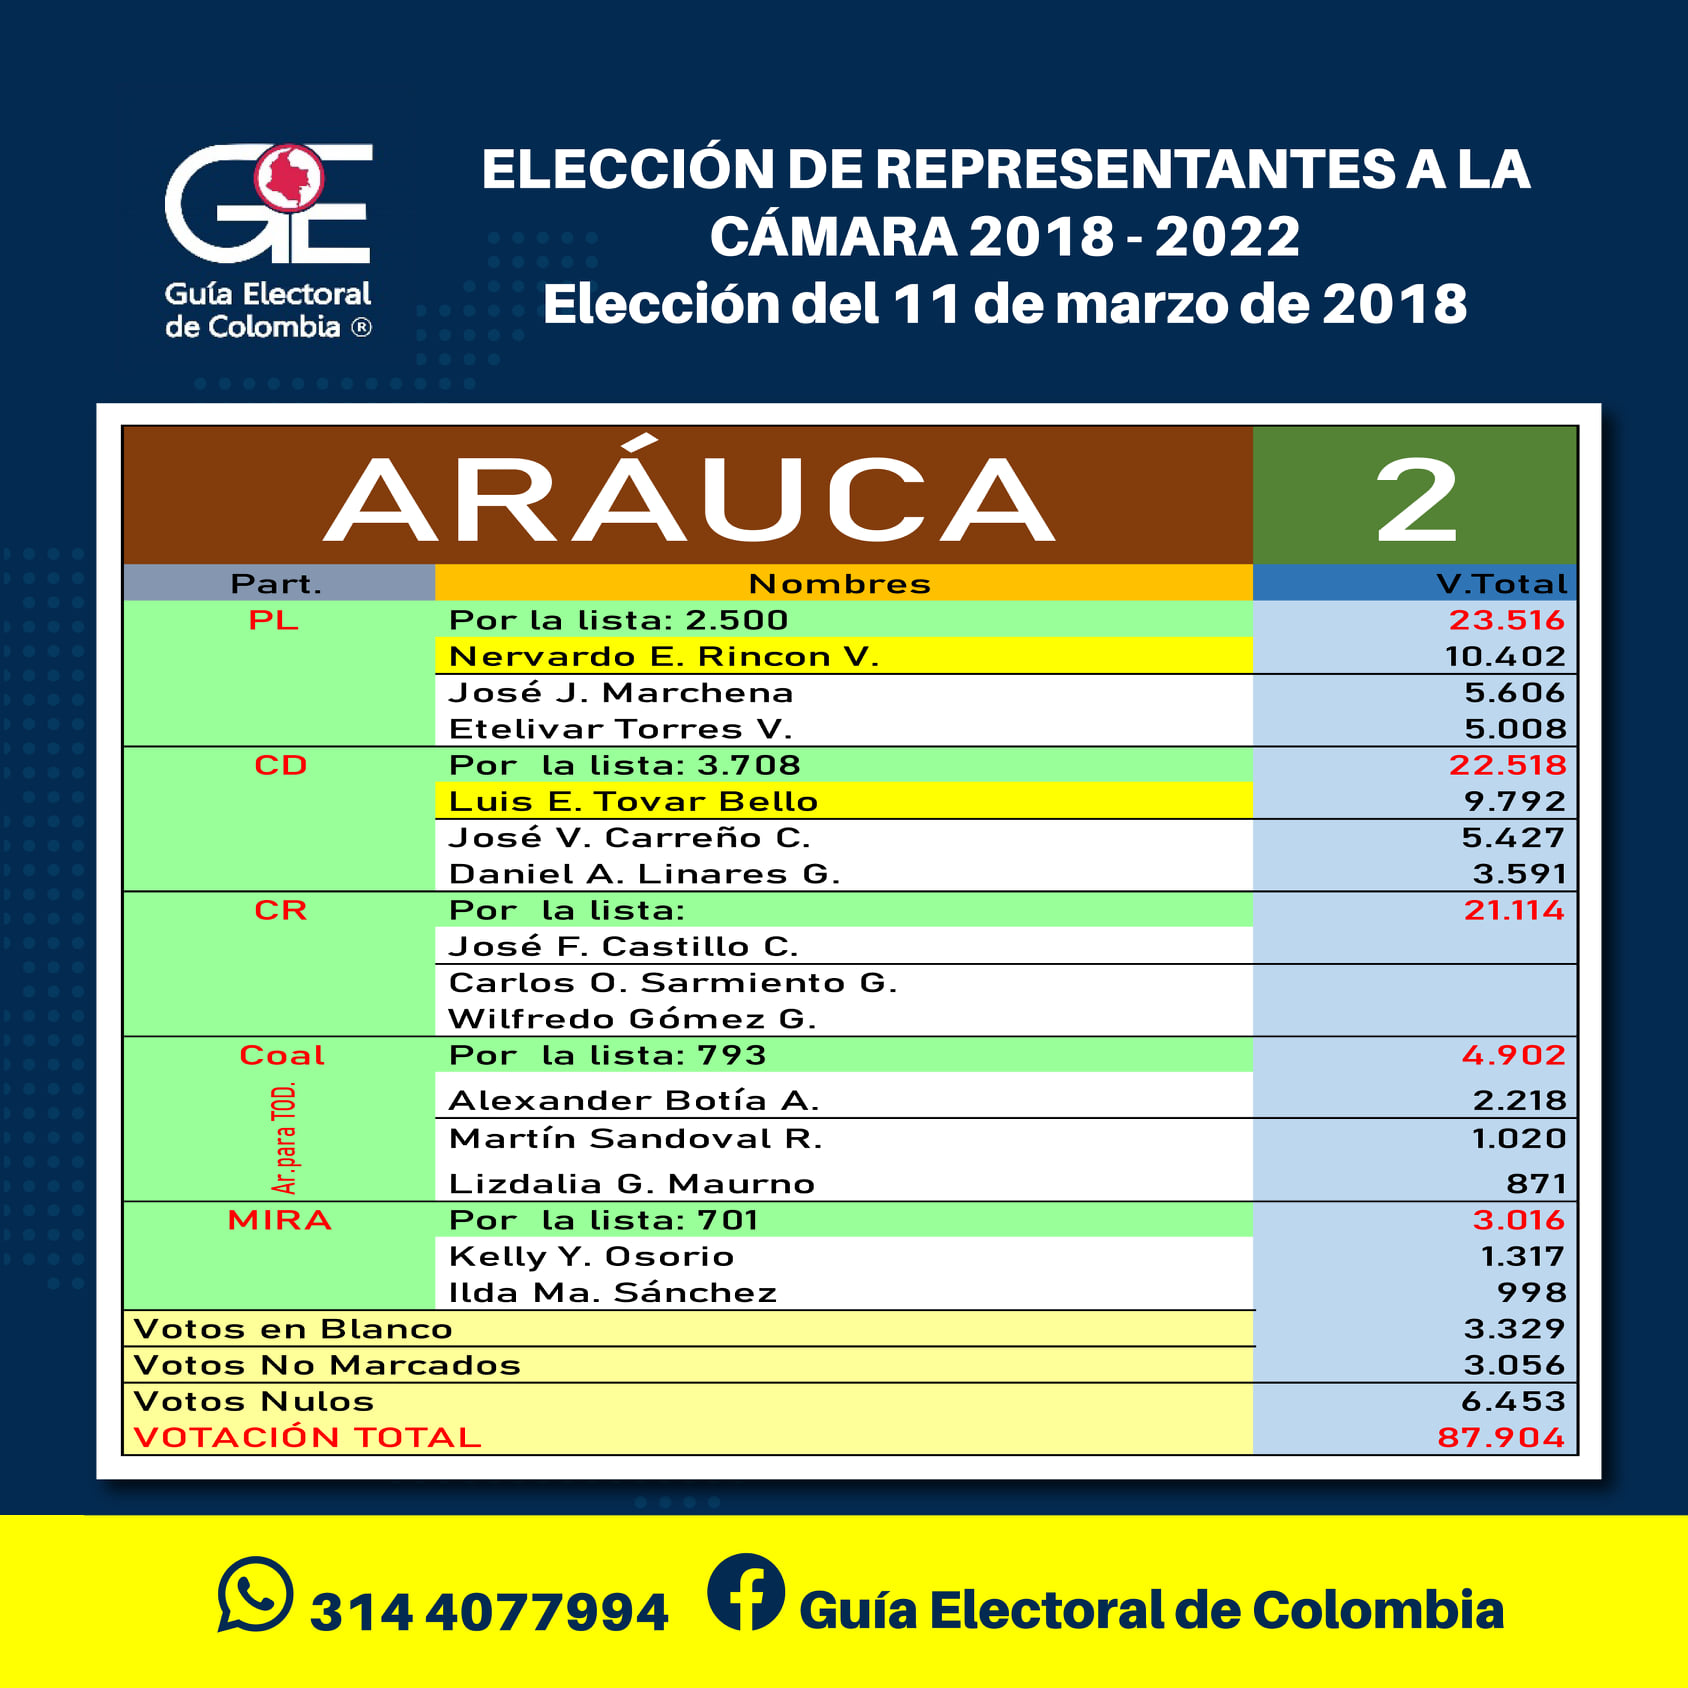 GE
Guía Electoral
de Colombia ®
ELECCIÓN DE REPRESENTANTES A LA
CÁMARA 2018 - 2022
Elección del 11 de marzo de 2018
ARÁUCA 2
Part. Nombres V.Total
PL Por la lista: 2.500 23.516
Nervardo E. Rincon V. 10.402
José J. Marchena 5.606
Etelivar Torres V. 5.008
CD Por la lista: 3.708 22.518
Luis E. Tovar Bello 9.792
José V. Carreño C. 5.427
Daniel A. Linares G. 3.591
CR Por la lista: 21.114
José F. Castillo C.
Carlos O. Sarmiento G.
Wilfredo Gómez G.
Coal Por la lista: 793 4.902
Ar.para TOD.
Alexander Botía A. 2.218
Martín Sandoval R. 1.020
Lizdalia G. Maurno 871
MIRA Por la lista: 701 3.016
Kelly Y. Osorio 1.317
Ilda Ma. Sánchez 998
Votos en Blanco 3.329
Votos No Marcados 3.056
Votos Nulos 6.453
VOTACIÓN TOTAL 87.904
314 4077994 Guía Electoral de Colombia